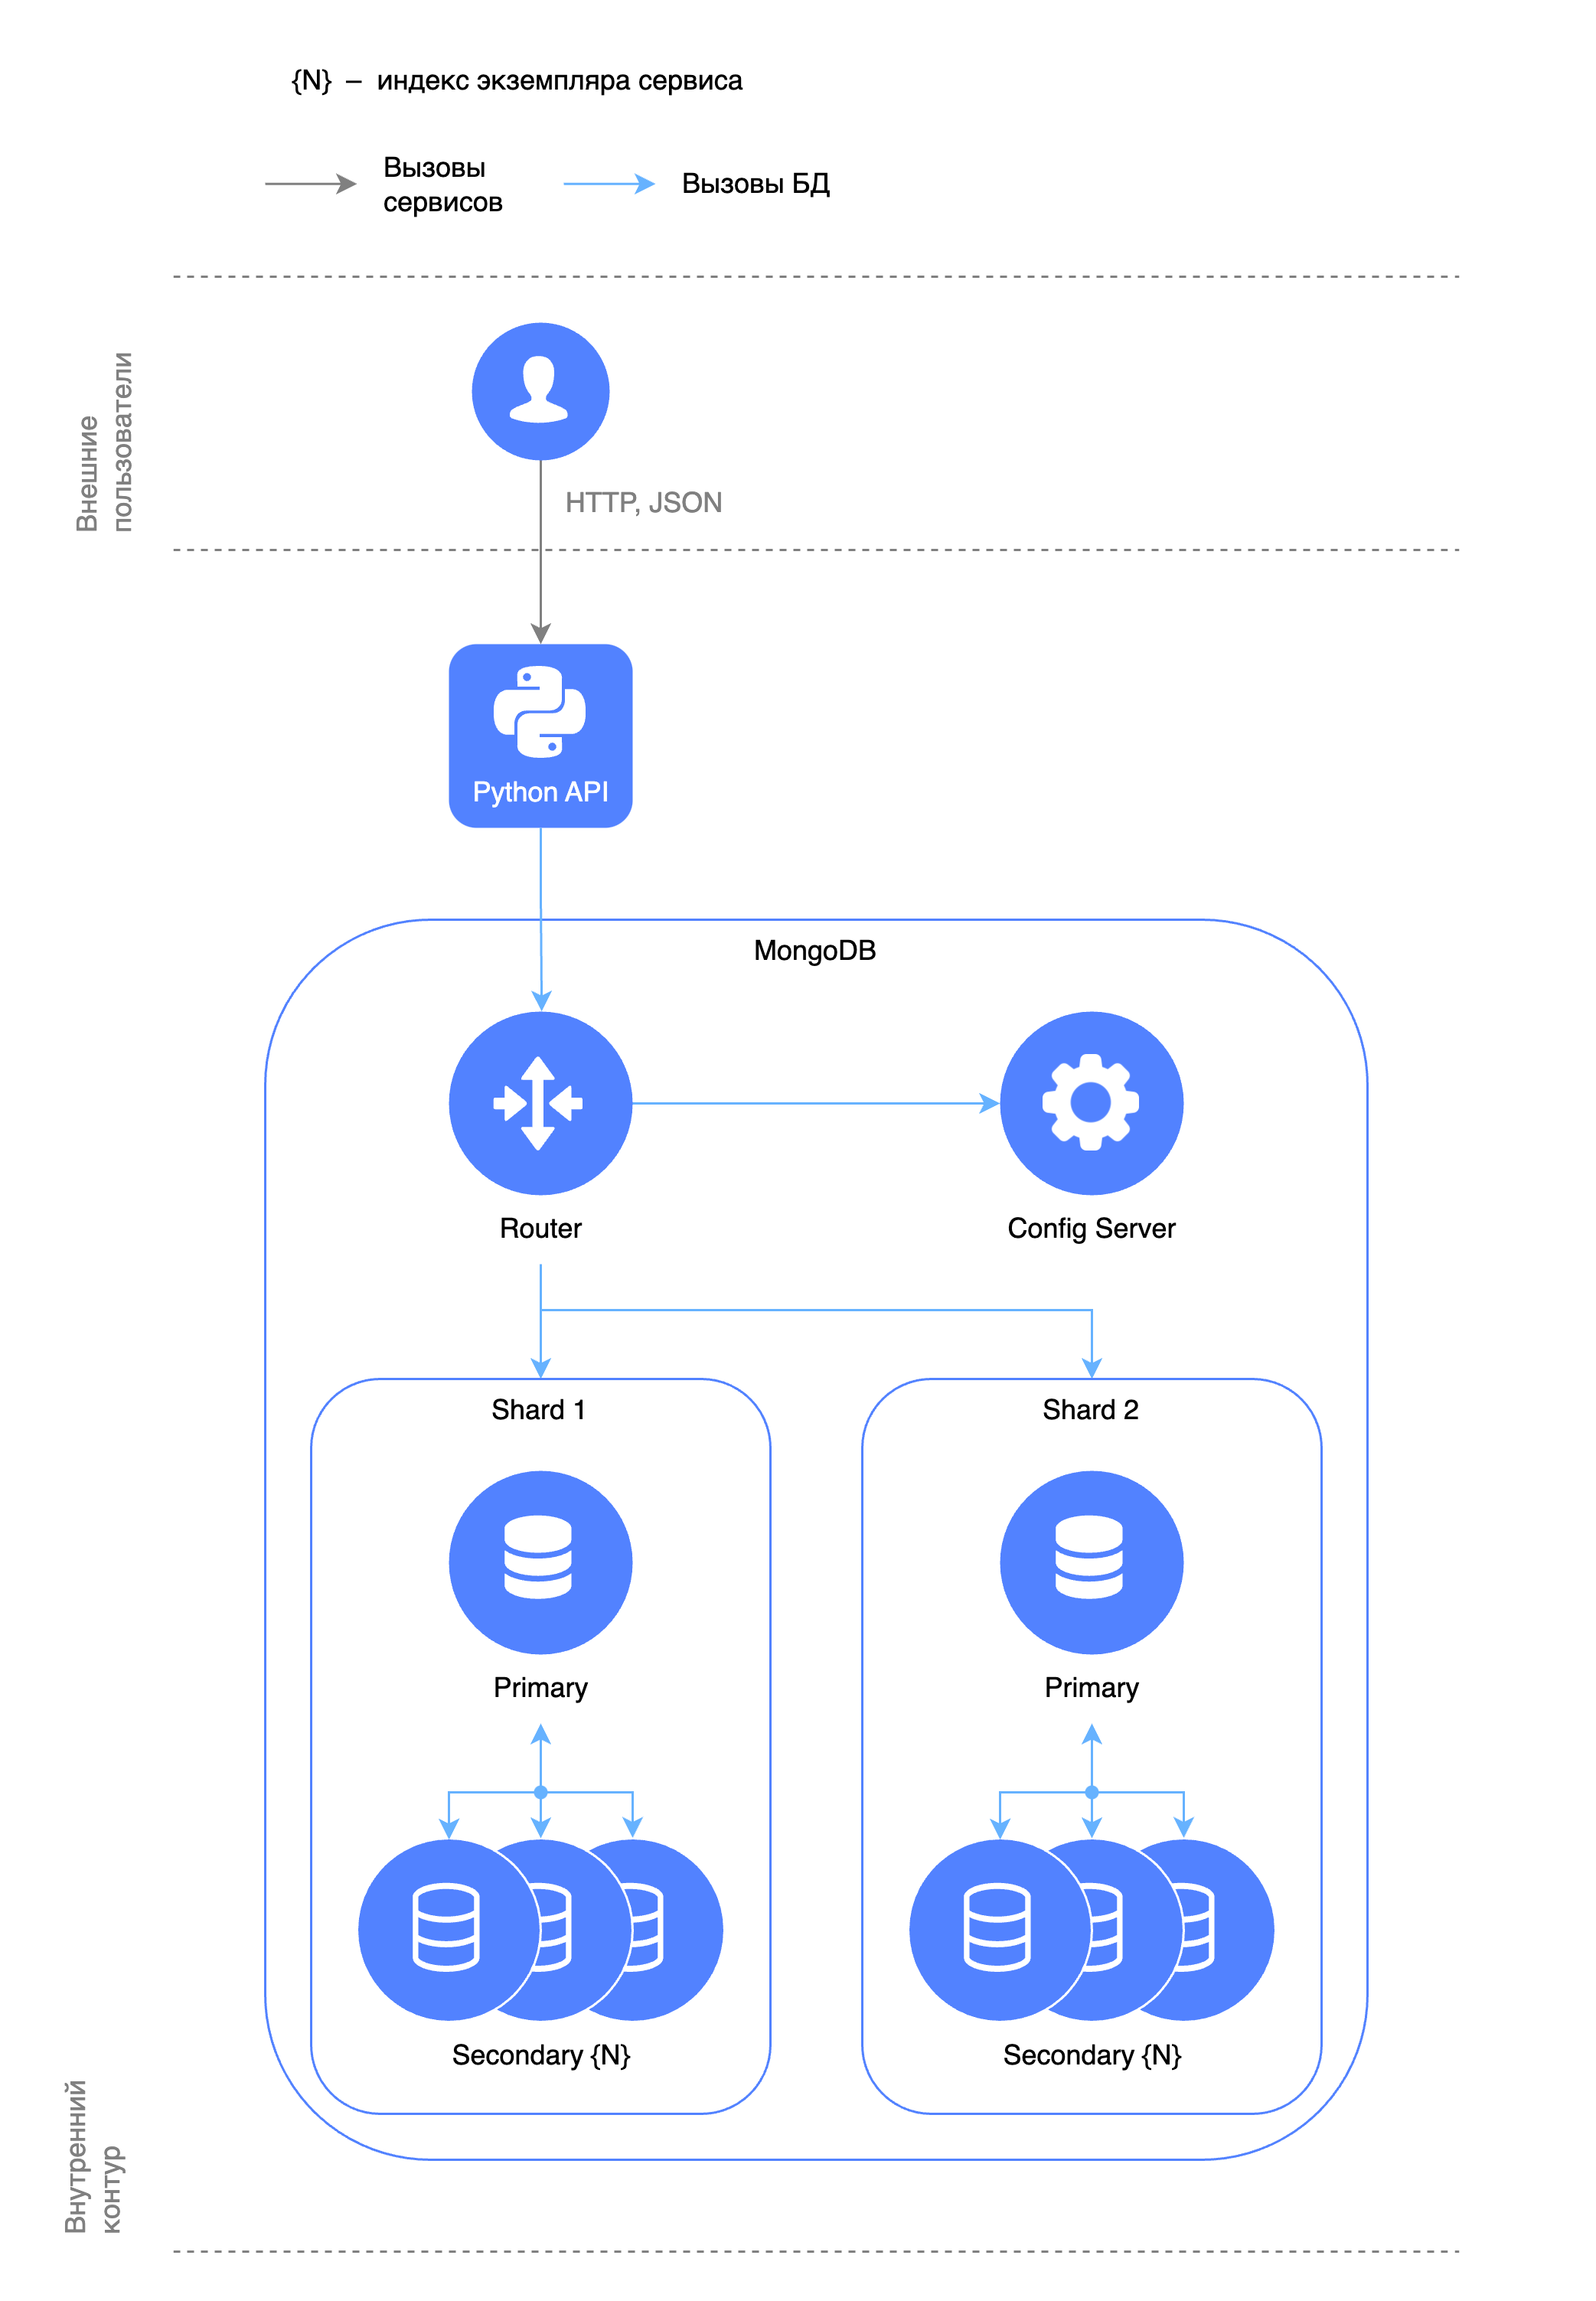 {N} – индекс экземпляра сервиса
Вызовы
сервисов
Вызовы БД
Внешние
пользователи
HTTP, JSON
Python API
MongoDB
Router
Config Server
Shard 1
Shard 2
Primary
Primary
Secondary {N}
Secondary {N}
Внутренний
контур